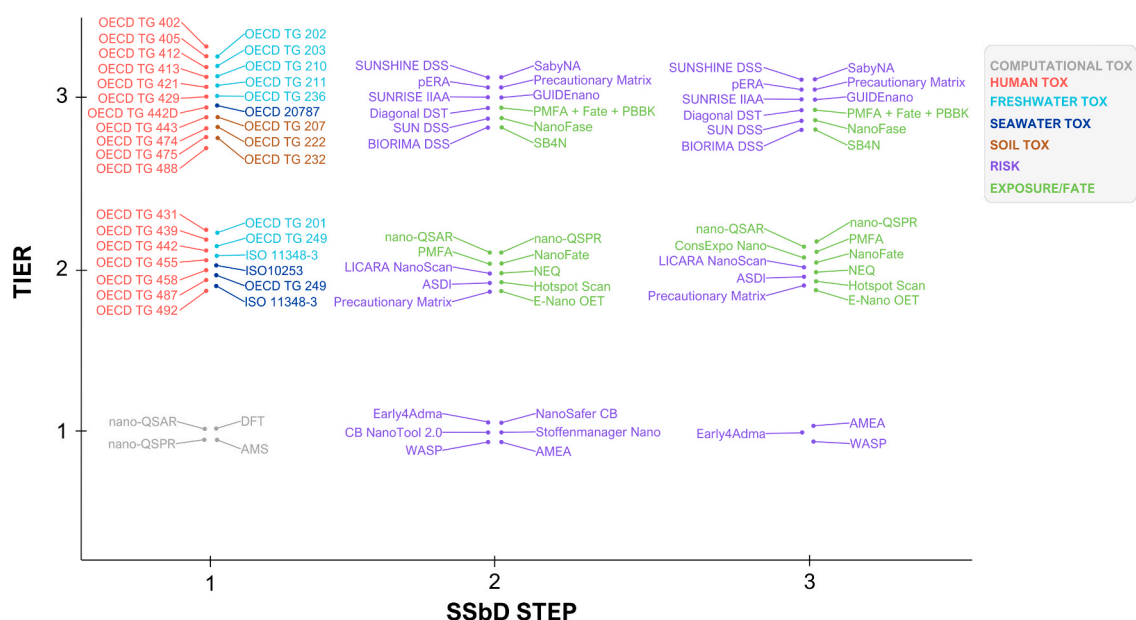 OECD TG 402
OECD TG 405
OECD TG 412
OECD TG 413
OECD TG 421
OECD TG 429
OECD TG 442D
OECD TG 443
OECD TG 474
OECD TG 475
OECD TG 488
OECD TG 202
OECD TG 203
OECD TG 210
OECD TG 211
OECD TG 236
OECD 20787
OECD TG 207
OECD TG 222
OECD TG 232
SUNSHINE DSS
pERA
SUNRISE IIAA
Diagonal DST
SUN DSS
BIORIMA DSS
SabyNA
Precautionary Matrix
GUIDEnano
PMFA + Fate + PBBK
NanoFase
SB4N
SUNSHINE DSS
pERA
SUNRISE IIAA
Diagonal DST
SUN DSS
BIORIMA DSS
SabyNA
Precautionary Matrix
GUIDEnano
PMFA + Fate + PBBK
NanoFase
SB4N
COMPUTATIONAL TOX
HUMAN TOX
FRESHWATER TOX
SEAWATER TOX
SOIL TOX
RISK
EXPOSURE/FATE
3
OECD TG 431
OECD TG 439
OECD TG 442
OECD TG 455
OECD TG 458
OECD TG 487
OECD TG 492
OECD TG 201
OECD TG 249
ISO 11348-3
ISO10253
OECD TG 249
ISO 11348-3
nano-QSAR
PMFA
LICARA NanoScan
ASDI
Precautionary Matrix
nano-QSPR
NanoFate
NEQ
Hotspot Scan
E-Nano OET
nano-QSAR
ConsExpo Nano
LICARA NanoScan
ASDI
Precautionary Matrix
nano-QSPR
PMFA
NanoFate
NEQ
Hotspot Scan
E-Nano OET
2
TIER
nano-QSAR
nano-QSPR
DFT
AMS
Early4Adma
CB NanoTool 2.0
WASP
NanoSafer CB
Stoffenmanager Nano
AMEA
Early4Adma
AMEA
WASP
1
1
2
3
SSbD STEP